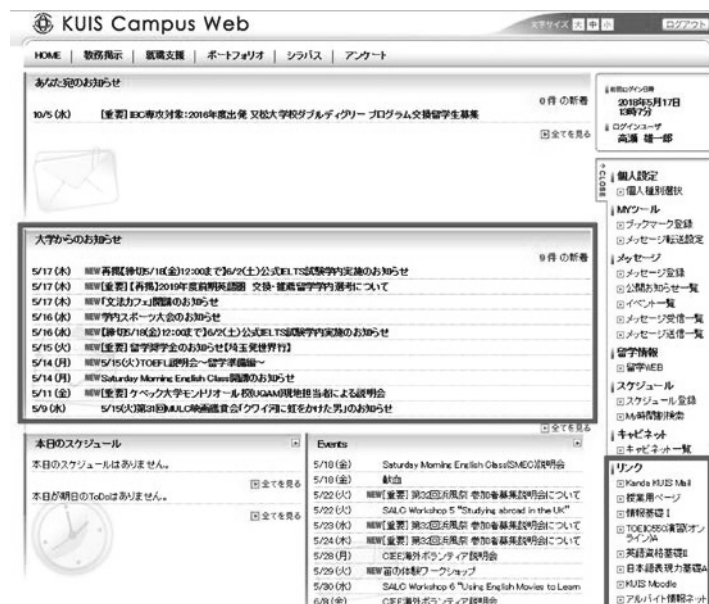 KUIS Campus Web
文字サイズ 大 中 小
ログアウト
HOME | 教務掲示 | 就職支援 | ポートフォリオ | シラバス | アンケート
あなた宛のお知らせ
0件の新着
10/5 (水) 【重要】IBC専攻対象:2016年度出発 又松大学校ダブルディグリー プログラム交換留学生募集
全てを見る
大学からのお知らせ
9件の新着
5/17 (木) NEW 再掲【締切5/18(金)12:00まで】6/2(土)公式IELTS試験学内実施のお知らせ
5/17 (木) NEW【重要】【再掲】2019年度前期英語圏 交換・推薦留学学内選考について
5/17 (木) NEW「文法カフェ」開講のお知らせ
5/16 (水) NEW 学内スポーツ大会のお知らせ
5/16 (水) NEW【締切5/18(金)12:00まで】6/2(土)公式IELTS試験学内実施のお知らせ
5/15 (火) NEW【重要】留学奨学金のお知らせ【埼玉発世界行】
5/14 (月) NEW 5/15(火)TOEFL説明会~留学準備編~
5/14 (月) NEW Saturday Morning English Class開講のお知らせ
5/11 (金) NEW【重要】ケベック大学モントリオール校(UQAM)現地担当者による説明会
5/9 (水) 5/15(火)第31回MULC映画鑑賞会「クワイ河に虹をかけた男」のお知らせ
全てを見る
本日のスケジュール
本日のスケジュールはありません。
全てを見る
本日が期日のToDoはありません。
全てを見る
Events
5/18 (金) Saturday Morning English Class(SMEC)説明会
5/18 (金) 献血
5/22 (火) NEW【重要】第32回浜風祭 参加者募集説明会について
5/22 (火) SALC Workshop 5 "Studying abroad in the UK"
5/23 (水) NEW【重要】第32回浜風祭 参加者募集説明会について
5/24 (木) NEW【重要】第32回浜風祭 参加者募集説明会について
5/28 (月) CIEE海外ボランティア説明会
5/29 (火) NEW 笛の体験ワークショップ
5/30 (水) SALC Workshop 6 "Using English Movies to Learn
6/8 (金) CIEE海外ボランティア説明会
前回ログイン日時
2018年5月17日
13時7分
ログインユーザ
高瀬 雄一郎
CLOSE
個人設定
個人種別選択
MYツール
ブックマーク登録
メッセージ転送設定
メッセージ
メッセージ登録
公開お知らせ一覧
イベント一覧
メッセージ受信一覧
メッセージ送信一覧
留学情報
留学WEB
スケジュール
スケジュール登録
My時間割検索
キャビネット
キャビネット一覧
リンク
Kanda KUIS Mail
授業用ページ
情報基礎I
TOEIC550演習(オン
ライン)A
英語資格基礎II
日本語表現力基礎A
KUIS Moodle
アルバイト情報ネット